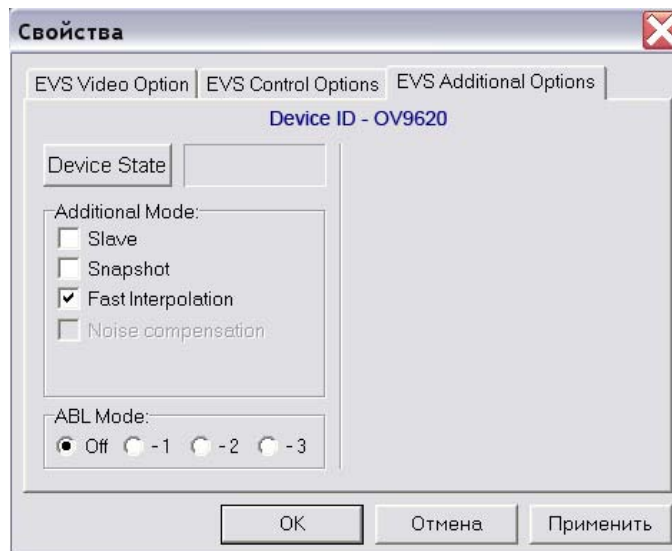 Свойства
EVS Video Option EVS Control Options EVS Additional Options
Device ID - OV9620
Device State
Additional Mode:
Slave
Snapshot
Fast Interpolation
Noise compensation
ABL Mode:
Off -1 -2 -3
OK Отмена Применить